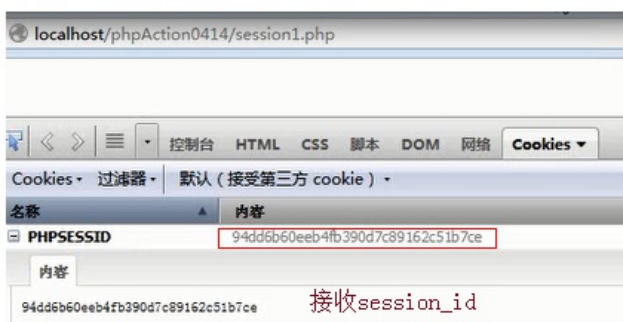 localhost/phpAction0414/session1.php
控制台 HTML CSS 脚本 DOM 网络 Cookies
Cookies 过滤器 默认(接受第三方 cookie)
名称 内容
PHPSESSID 94dd6b60eeb4fb390d7c89162c51b7ce
内容
94dd6b60eeb4fb390d7c89162c51b7ce 接收session_id